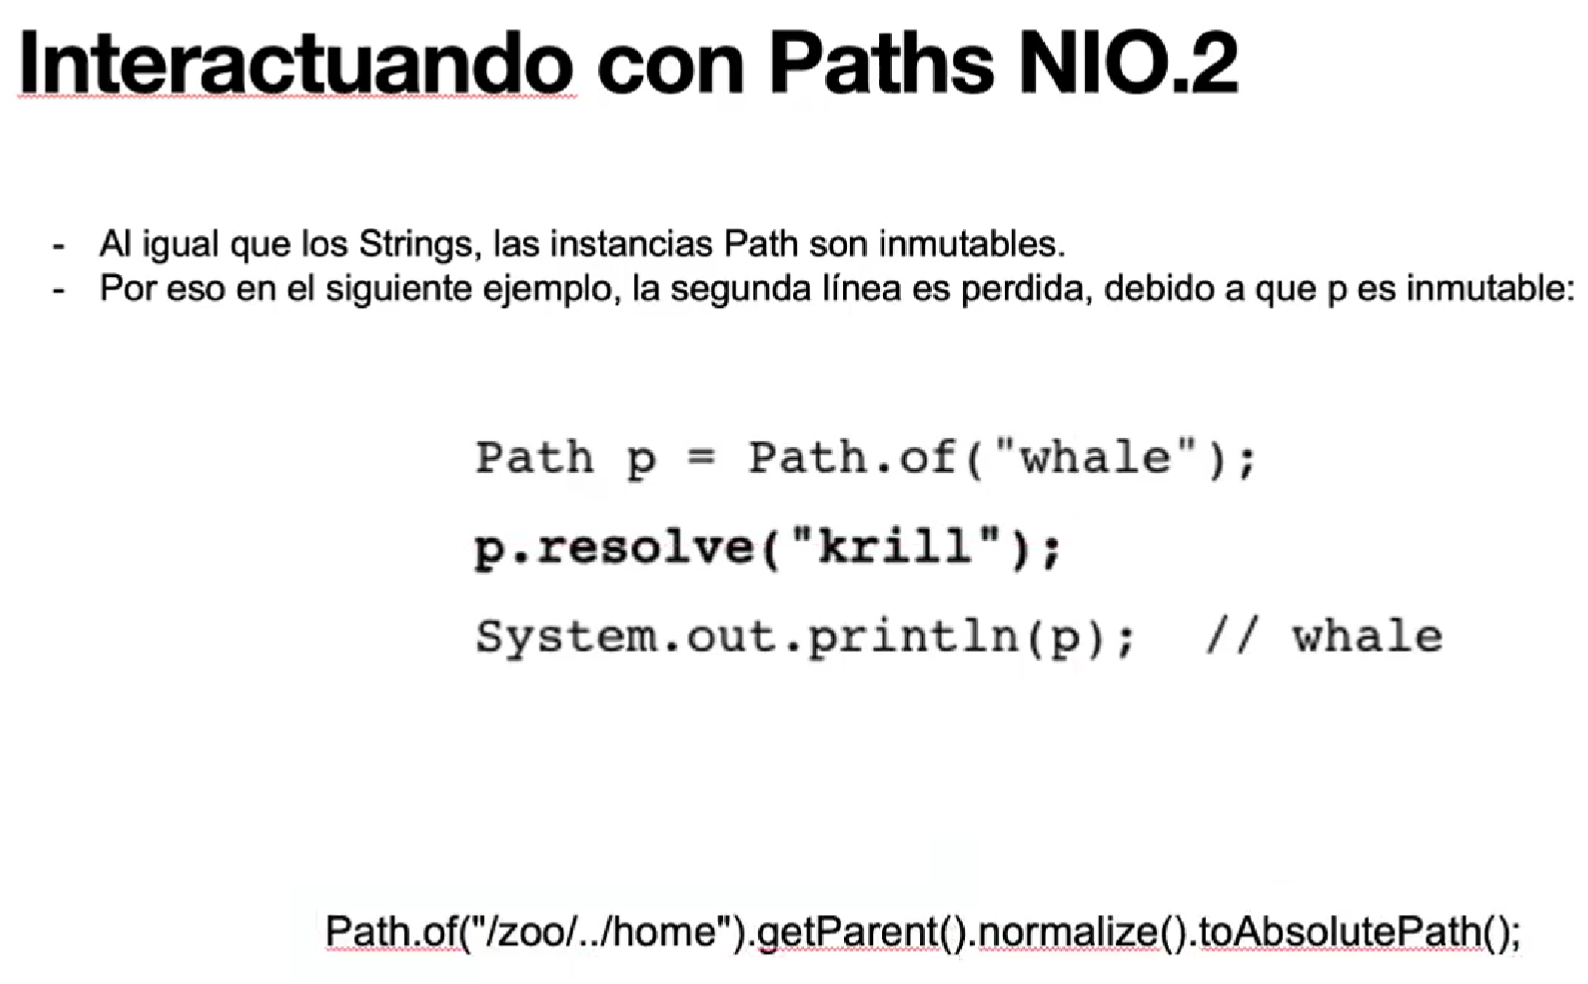 Interactuando con Paths NIO.2
- Al igual que los Strings, las instancias Path son inmutables.
- Por eso en el siguiente ejemplo, la segunda línea es perdida, debido a que p es inmutable:
Path p = Path.of("whale");
p.resolve("krill");
System.out.println(p); // whale
Path.of("/zoo/../home").getParent().normalize().toAbsolutePath();